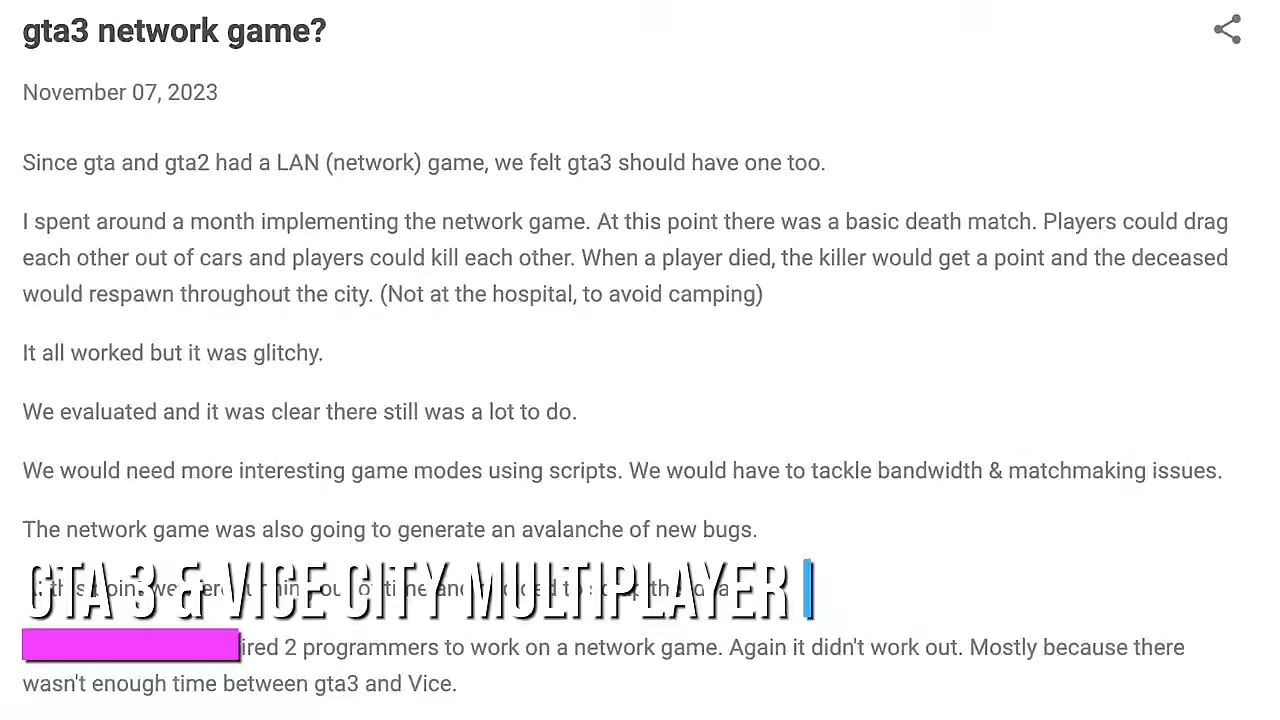 gta3 network game?
November 07, 2023
Since gta and gta2 had a LAN (network) game, we felt gta3 should have one too.
I spent around a month implementing the network game. At this point there was a basic death match. Players could drag
each other out of cars and players could kill each other. When a player died, the killer would get a point and the deceased
would respawn throughout the city. (Not at the hospital, to avoid camping)
It all worked but it was glitchy.
We evaluated and it was clear there still was a lot to do.
We would need more interesting game modes using scripts. We would have to tackle bandwidth & matchmaking issues.
The network game was also going to generate an avalanche of new bugs.
GTA 3 & VICE CITY MULTIPLAYER
2 programmers to work on a network game. Again it didn't work out. Mostly because there
wasn't enough time between gta3 and Vice.